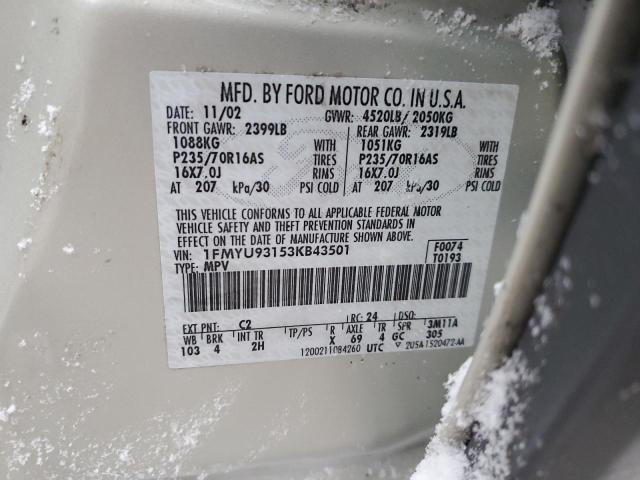 MFD. BY FORD MOTOR CO. IN U.S.A.
DATE: 11/02 GVWR: 4520LB/ 2050KG
FRONT GAWR: 2399LB REAR GAWR: 2319LB
1088KG WITH 1051KG WITH
P235/70R16AS TIRES P235/70R16AS TIRES
16X7.0J RIMS 16X7.0J RIMS
AT 207 kPa/30 PSI COLD AT 207 kPa/30 PSI COLD
THIS VEHICLE CONFORMS TO ALL APPLICABLE FEDERAL MOTOR
VEHICLE SAFETY AND THEFT PREVENTION STANDARDS IN
EFFECT ON THE DATE OF MANUFACTURE SHOWN ABOVE.
VIN: 1FMYU93153KB43501 F0074
TYPE: MPV T0193
EXT PNT: C2 RC: 24 DSO:
WB BRK INT TR TP/PS R AXLE TR SPR 3M11A
103 4 2H X 69 4 GC 305
1200211084260 UTC